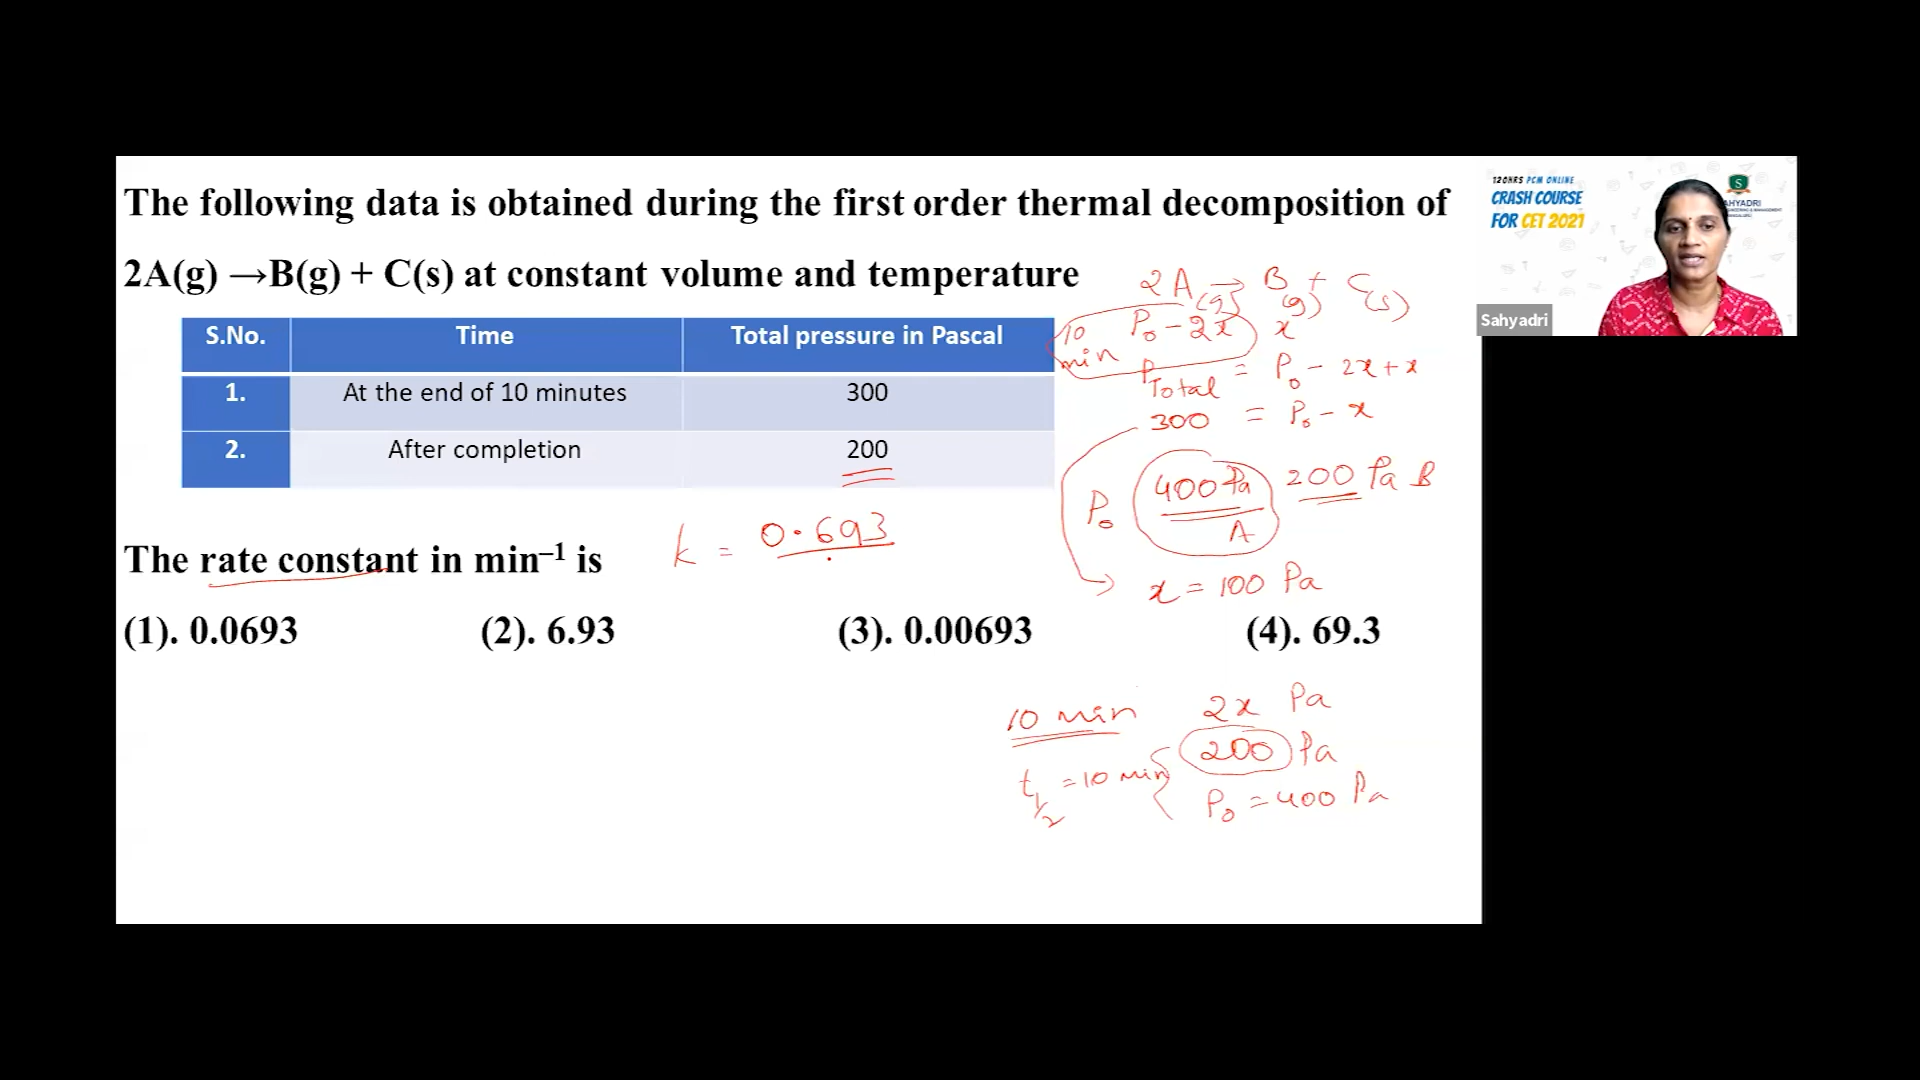 The following data is obtained during the first order thermal decomposition of
2A(g) →B(g) + C(s) at constant volume and temperature
S.No. Time Total pressure in Pascal
1. At the end of 10 minutes 300
2. After completion 200
2A(g) → B(g) + C(s)
10 min P₀ - 2x x
P Total = P₀ - 2x + x
300 = P₀ - x
P₀ 400 Pa A 200 Pa B
x = 100 Pa
The rate constant in min⁻¹ is
k = 0.693
(1). 0.0693 (2). 6.93 (3). 0.00693 (4). 69.3
10 min 2x Pa
200 Pa
t½ = 10 min
P₀ = 400 Pa
120HRS PCM ONLINE
CRASH COURSE
FOR CET 2021
S
AHYADRI
Sahyadri